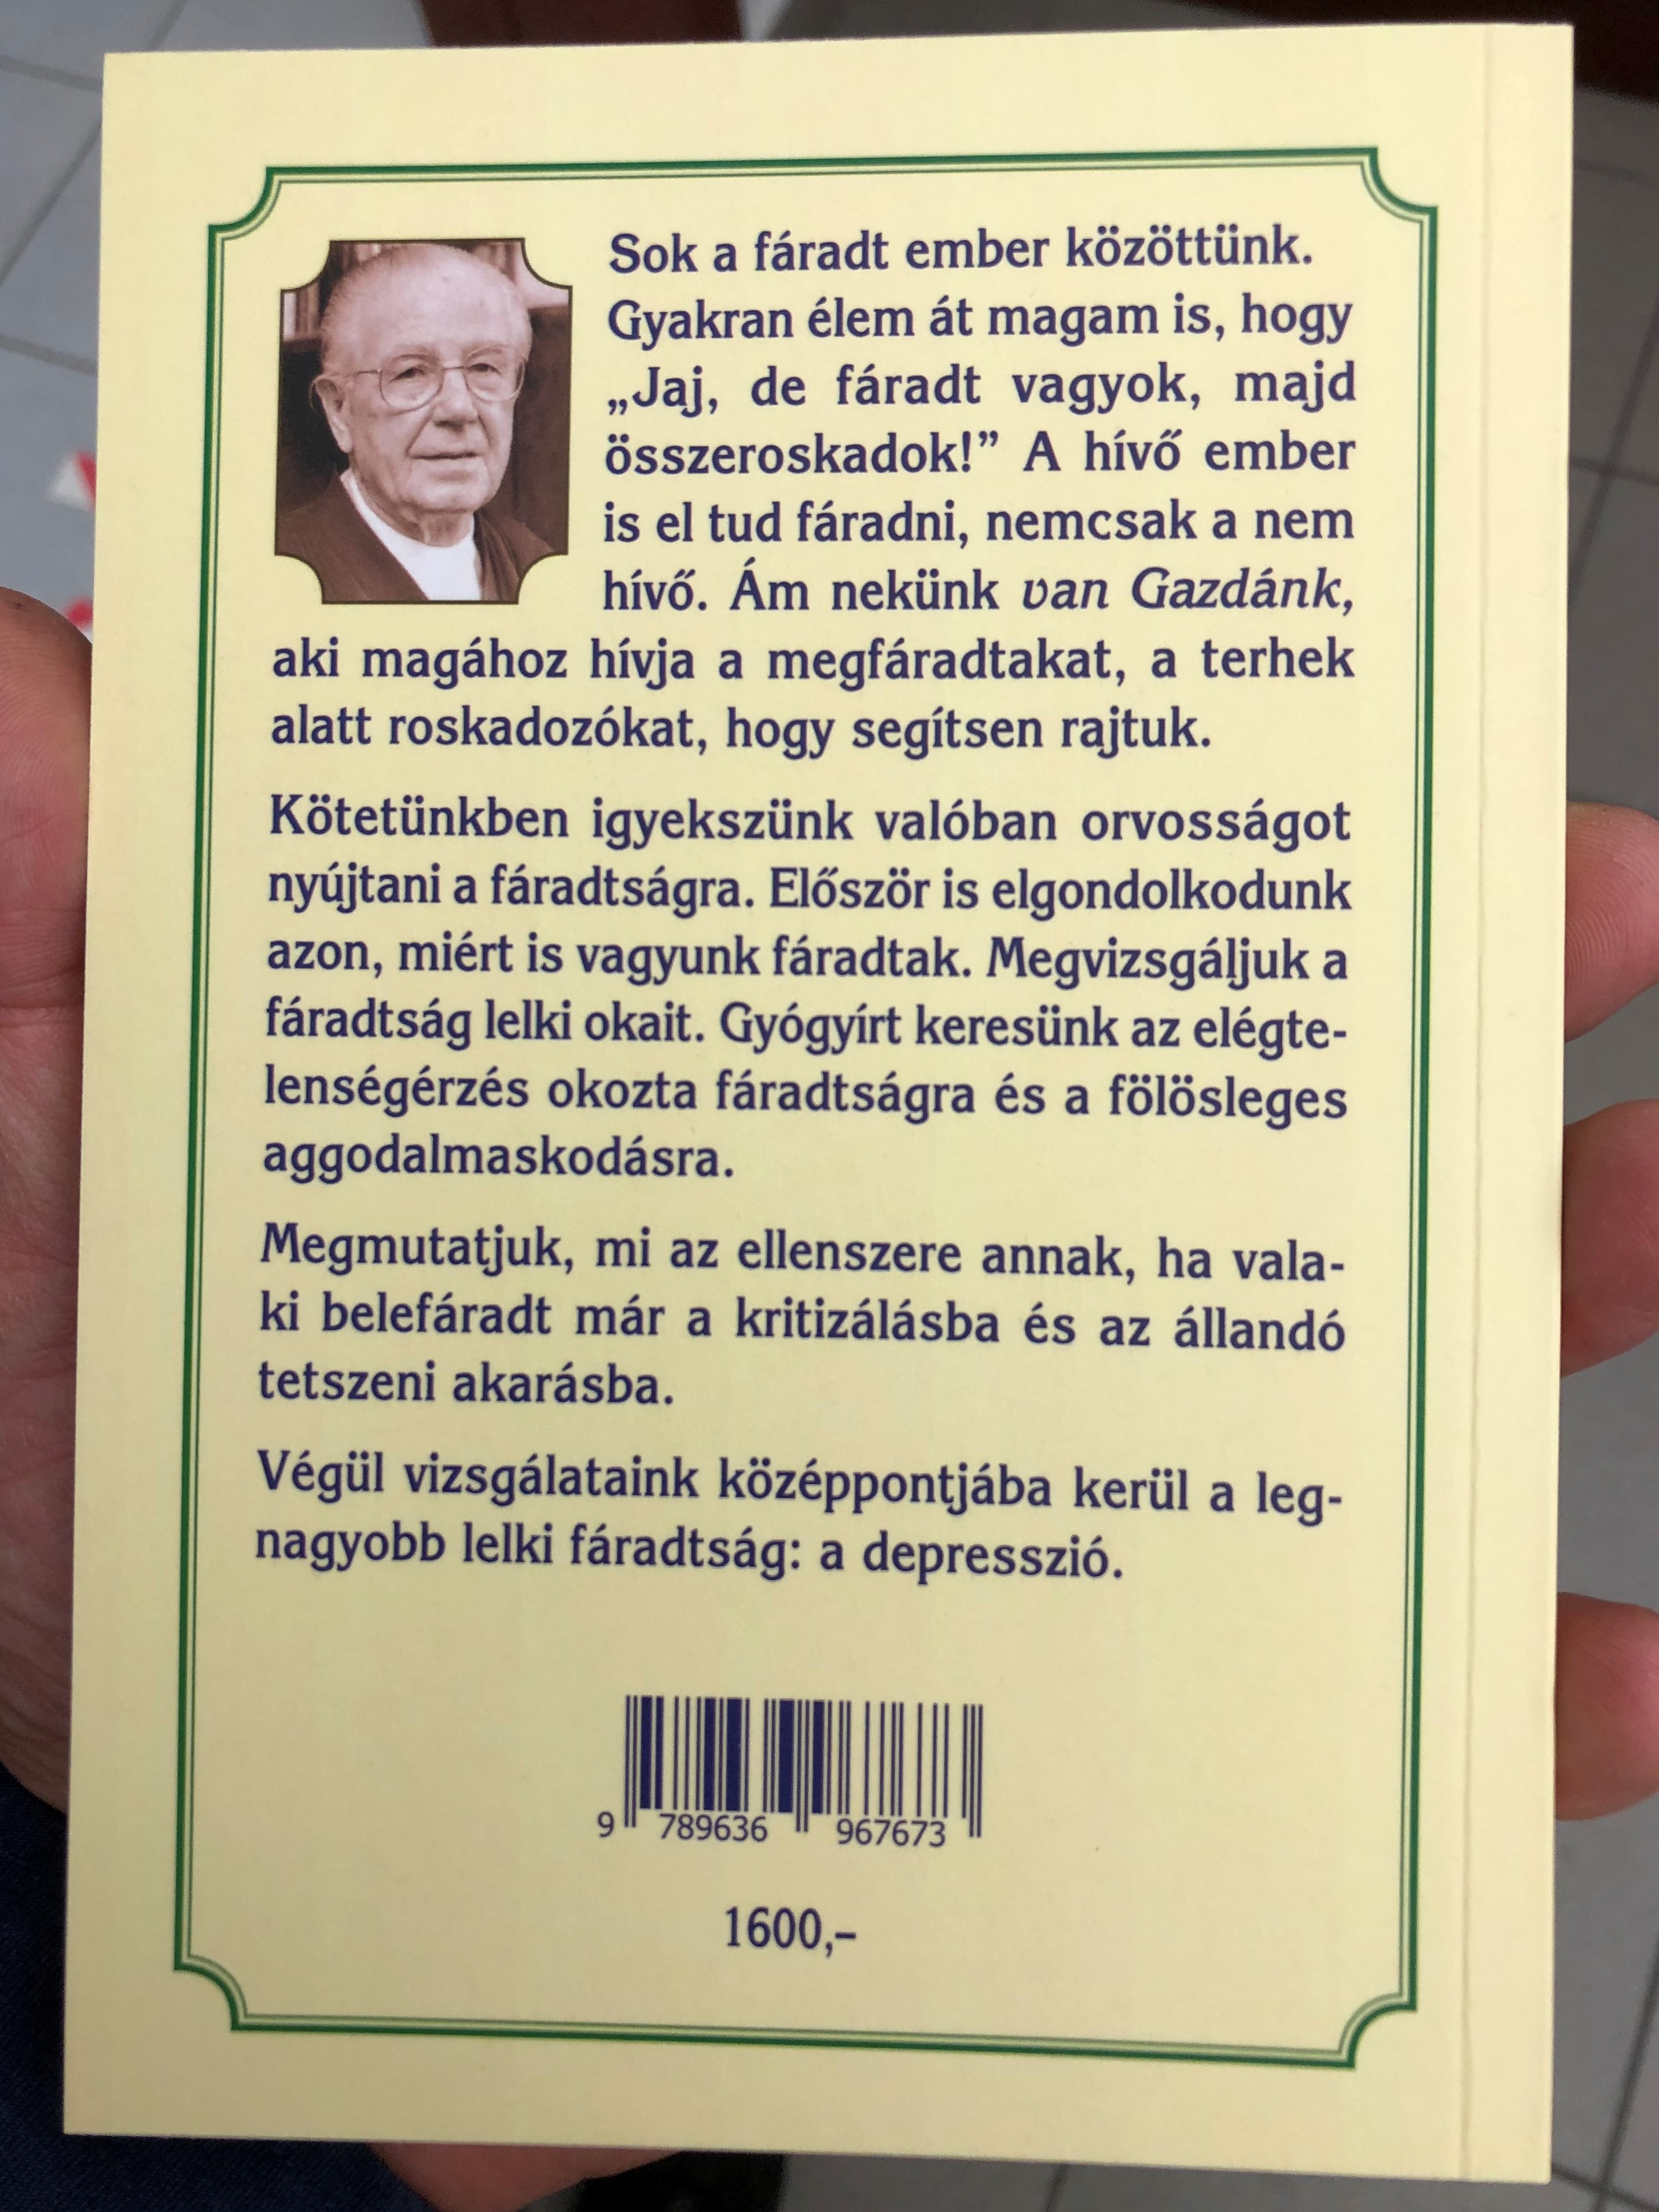 Sok a fáradt ember közöttünk.
Gyakran élem át magam is, hogy
„Jaj, de fáradt vagyok, majd
összeroskadok!” A hívő ember
is el tud fáradni, nemcsak a nem
hívő. Ám nekünk van Gazdánk,
aki magához hívja a megfáradtakat, a terhek
alatt roskadozókat, hogy segítsen rajtuk.
Kötetünkben igyekszünk valóban orvosságot
nyújtani a fáradtságra. Először is elgondolkodunk
azon, miért is vagyunk fáradtak. Megvizsgáljuk a
fáradtság lelki okait. Gyógyírt keresünk az elégte-
lenségérzés okozta fáradtságra és a fölösleges
aggodalmaskodásra.
Megmutatjuk, mi az ellenszere annak, ha vala-
ki belefáradt már a kritizálásba és az állandó
tetszeni akarásba.
Végül vizsgálataink középpontjába kerül a leg-
nagyobb lelki fáradtság: a depresszió.
9 789636 967673
1600,–